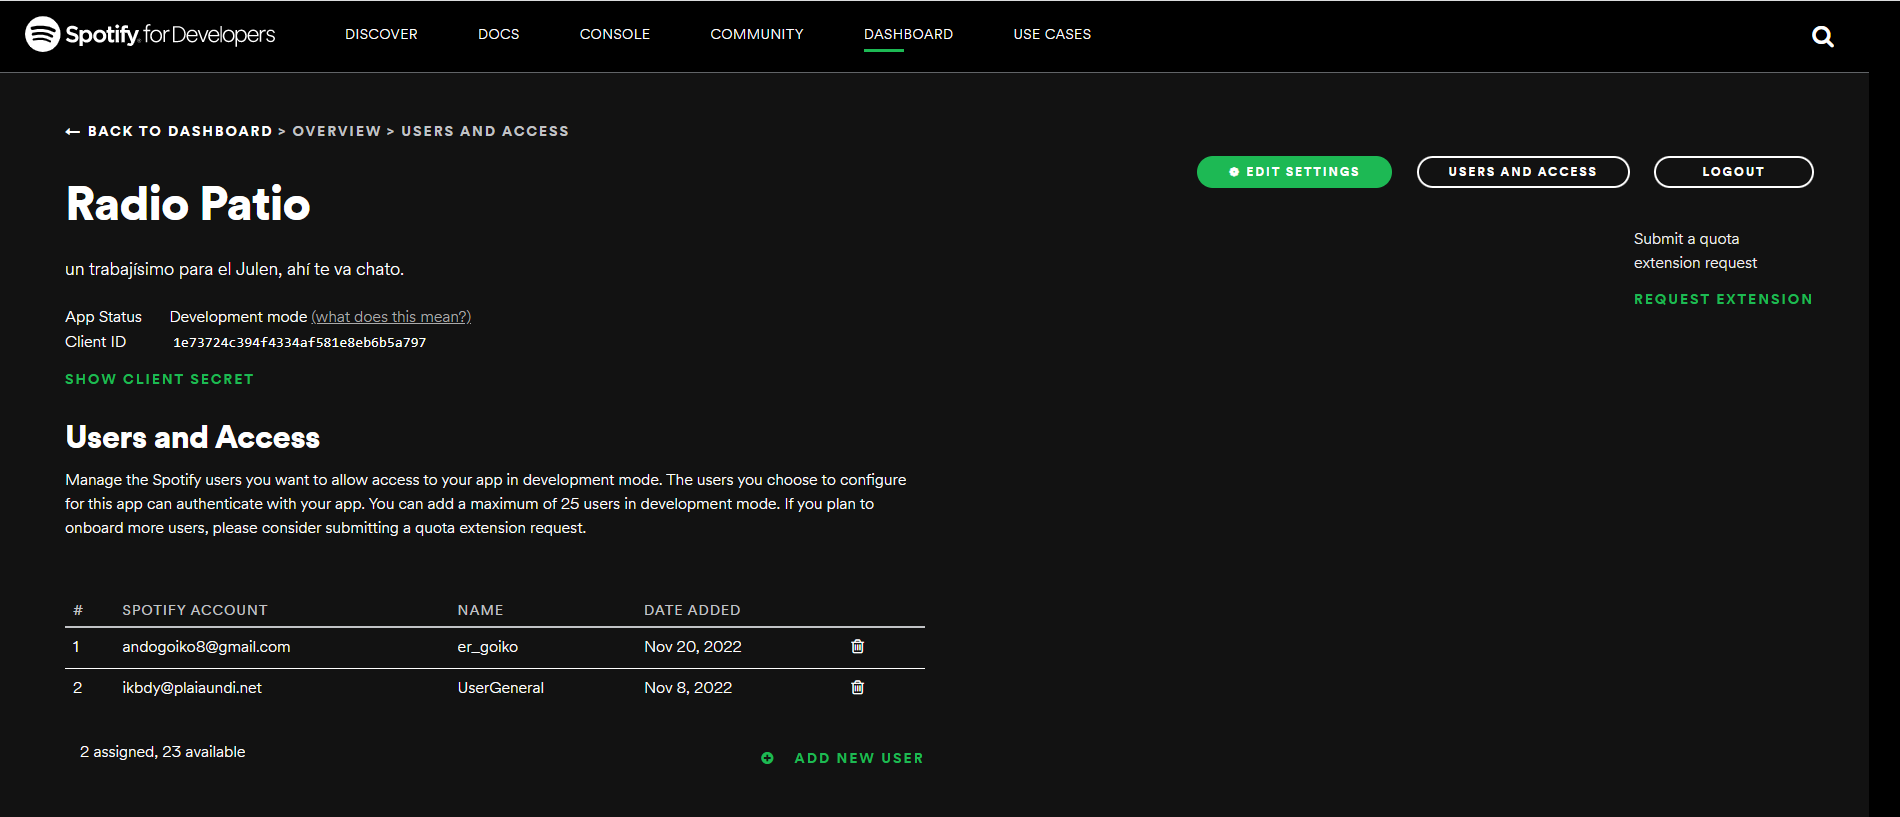 Spotify for Developers
DISCOVER DOCS CONSOLE COMMUNITY DASHBOARD USE CASES
← BACK TO DASHBOARD > OVERVIEW > USERS AND ACCESS
EDIT SETTINGS USERS AND ACCESS LOGOUT
Radio Patio
Submit a quota
extension request
REQUEST EXTENSION
un trabajísimo para el Julen, ahí te va chato.
App Status Development mode (what does this mean?)
Client ID 1e73724c394f4334af581e8eb6b5a797
SHOW CLIENT SECRET
Users and Access
Manage the Spotify users you want to allow access to your app in development mode. The users you choose to configure
for this app can authenticate with your app. You can add a maximum of 25 users in development mode. If you plan to
onboard more users, please consider submitting a quota extension request.
# SPOTIFY ACCOUNT NAME DATE ADDED
1 andogoiko8@gmail.com er_goiko Nov 20, 2022
2 ikbdy@plaiaundi.net UserGeneral Nov 8, 2022
2 assigned, 23 available
ADD NEW USER